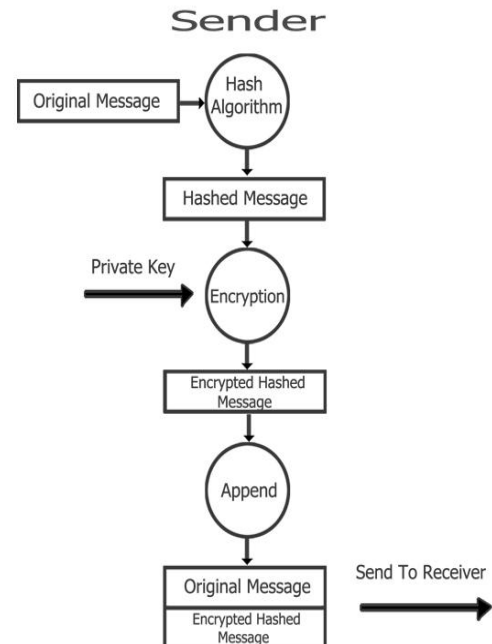 Sender
Hash
Algorithm
Original Message
Hashed Message
Private Key
Encryption
Encrypted Hashed
Message
Append
Original Message
Send To Receiver
Encrypted Hashed
Message